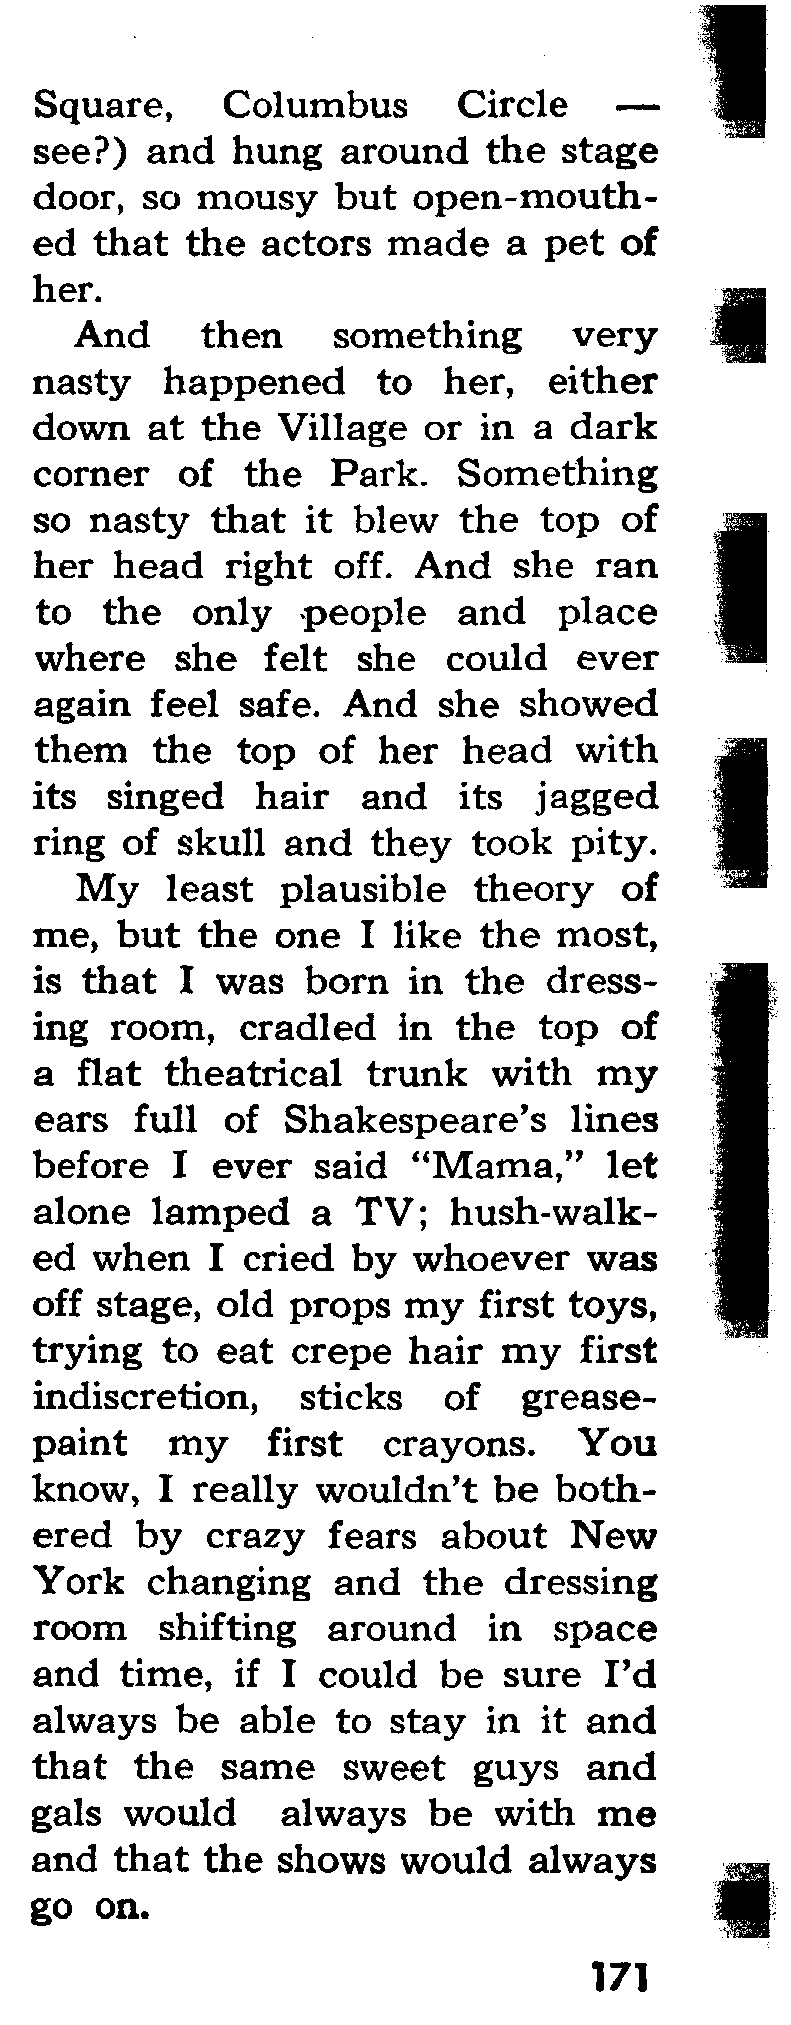 Square, Columbus Circle —
see?) and hung around the stage
door, so mousy but open-mouth-
ed that the actors made a pet of
her.
And then something very
nasty happened to her, either
down at the Village or in a dark
corner of the Park. Something
so nasty that it blew the top of
her head right off. And she ran
to the only people and place
where she felt she could ever
again feel safe. And she showed
them the top of her head with
its singed hair and its jagged
ring of skull and they took pity.
My least plausible theory of
me, but the one I like the most,
is that I was born in the dress-
ing room, cradled in the top of
a flat theatrical trunk with my
ears full of Shakespeare's lines
before I ever said "Mama," let
alone lamped a TV; hush-walk-
ed when I cried by whoever was
off stage, old props my first toys,
trying to eat crepe hair my first
indiscretion, sticks of grease-
paint my first crayons. You
know, I really wouldn't be both-
ered by crazy fears about New
York changing and the dressing
room shifting around in space
and time, if I could be sure I'd
always be able to stay in it and
that the same sweet guys and
gals would always be with me
and that the shows would always
go on.
171